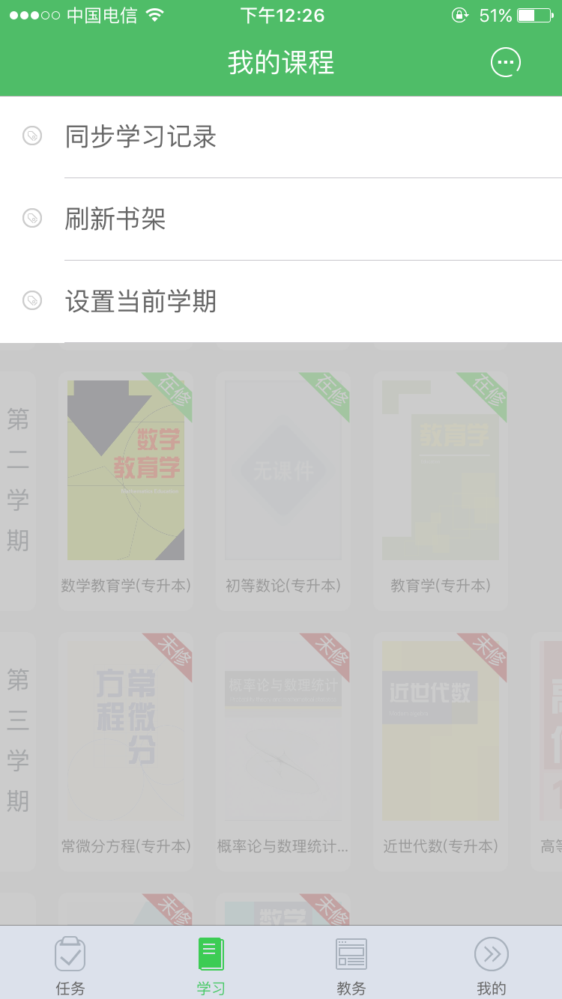 中国电信 下午12:26 51%
我的课程
同步学习记录
刷新书架
设置当前学期
第二学期
在修
数学
教育学
Mathematics Education
数学教育学(专升本)
在修
无课件
初等数论(专升本)
在修
教育学
教育学(专升本)
第三学期
未修
常微分
方程
常微分方程(专升本)
未修
概率论与数理统计
概率论与数理统计...
未修
近世代数
Modern algebra
近世代数(专升本)
高等
未修
未修
数学
任务
学习
教务
我的